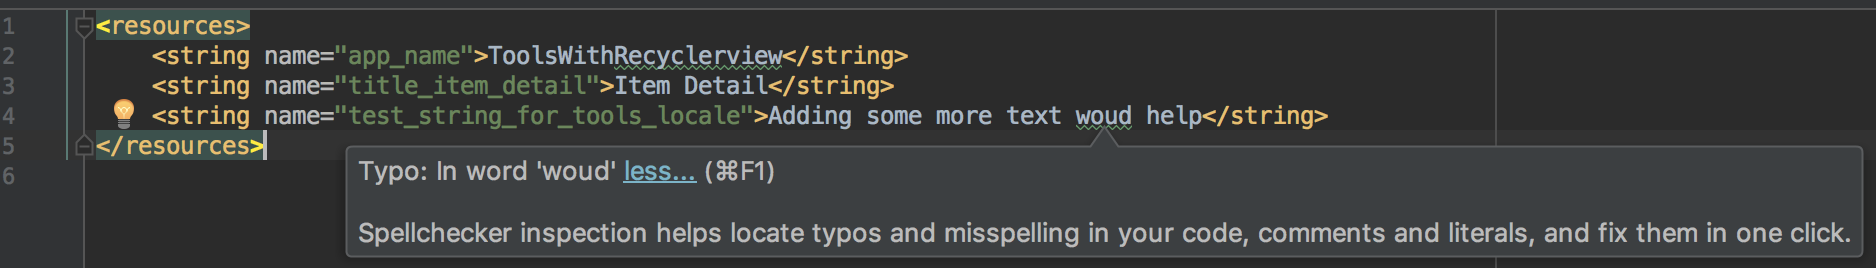 1 <resources>
2 <string name="app_name">ToolsWithRecyclerview</string>
3 <string name="title_item_detail">Item Detail</string>
4 <string name="test_string_for_tools_locale">Adding some more text woud help</string>
5 </resources>
6
Typo: In word 'woud' less... (⌘F1)
Spellchecker inspection helps locate typos and misspelling in your code, comments and literals, and fix them in one click.